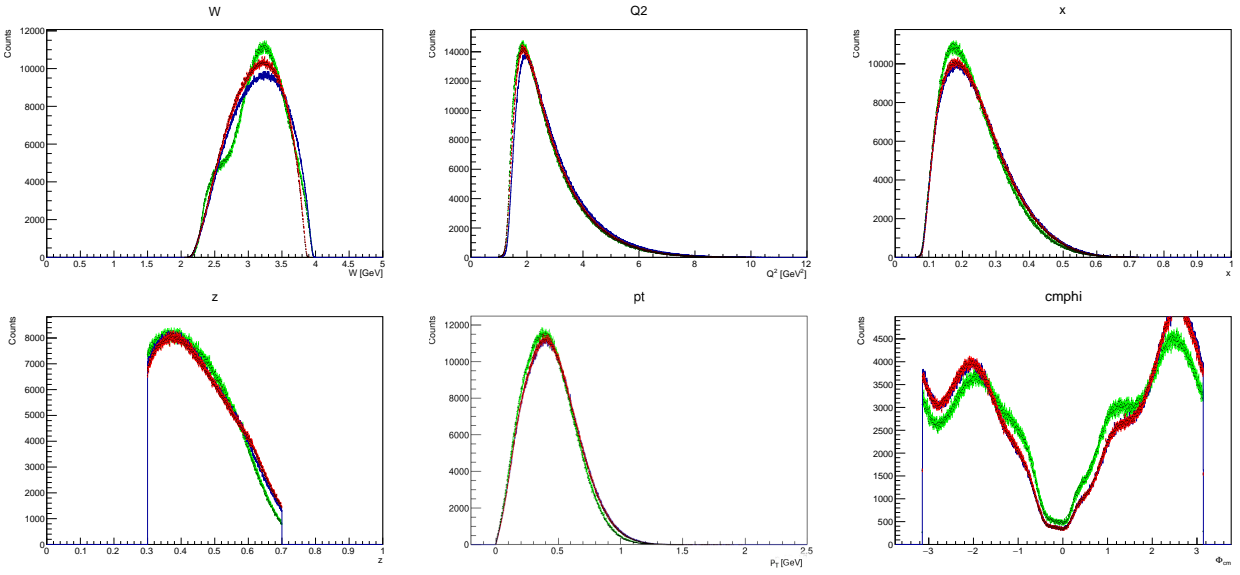 W
Counts
12000
10000
8000
6000
4000
2000
0
0 0.5 1 1.5 2 2.5 3 3.5 4 4.5 5
W [GeV]
Q2
Counts
14000
12000
10000
8000
6000
4000
2000
0
0 2 4 6 8 10 12
Q² [GeV²]
x
Counts
10000
8000
6000
4000
2000
0
0 0.1 0.2 0.3 0.4 0.5 0.6 0.7 0.8 0.9 1
x
z
Counts
8000
7000
6000
5000
4000
3000
2000
1000
0
0 0.1 0.2 0.3 0.4 0.5 0.6 0.7 0.8 0.9 1
z
pt
Counts
12000
10000
8000
6000
4000
2000
0
0 0.5 1 1.5 2 2.5
p_T [GeV]
cmphi
Counts
4500
4000
3500
3000
2500
2000
1500
1000
500
0
−3 −2 −1 0 1 2 3
Φcm